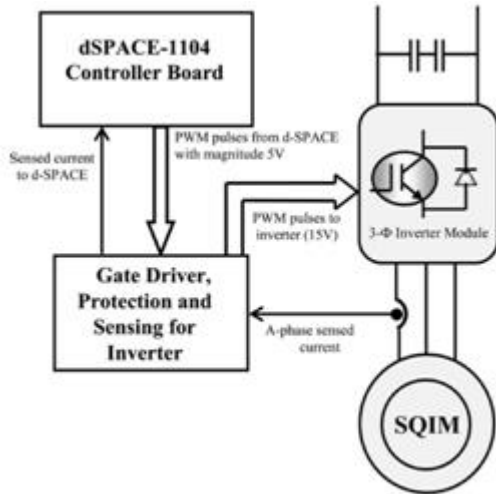 dSPACE-1104
Controller Board
PWM pulses from d-SPACE
with magnitude 5V
Sensed current
to d-SPACE
PWM pulses to
inverter (15V)
3-Φ Inverter Module
Gate Driver,
Protection and
Sensing for
Inverter
A-phase sensed
current
SQIM